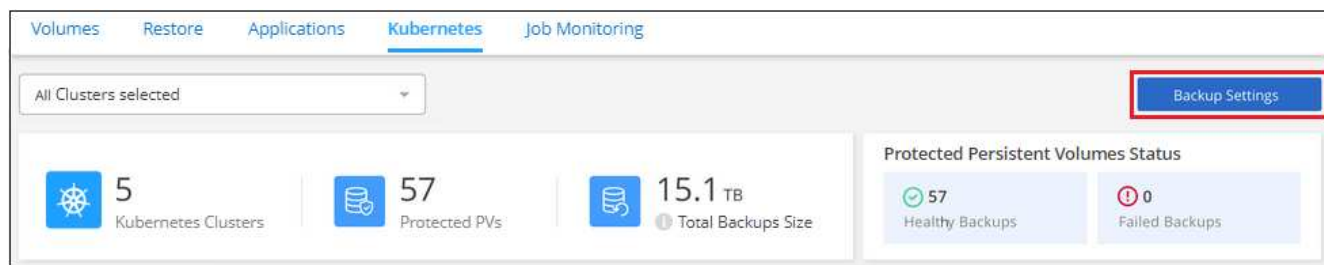 Volumes Restore Applications Kubernetes Job Monitoring
All Clusters selected
Backup Settings
5
Kubernetes Clusters
57
Protected PVs
15.1 TB
Total Backups Size
Protected Persistent Volumes Status
57
Healthy Backups
0
Failed Backups